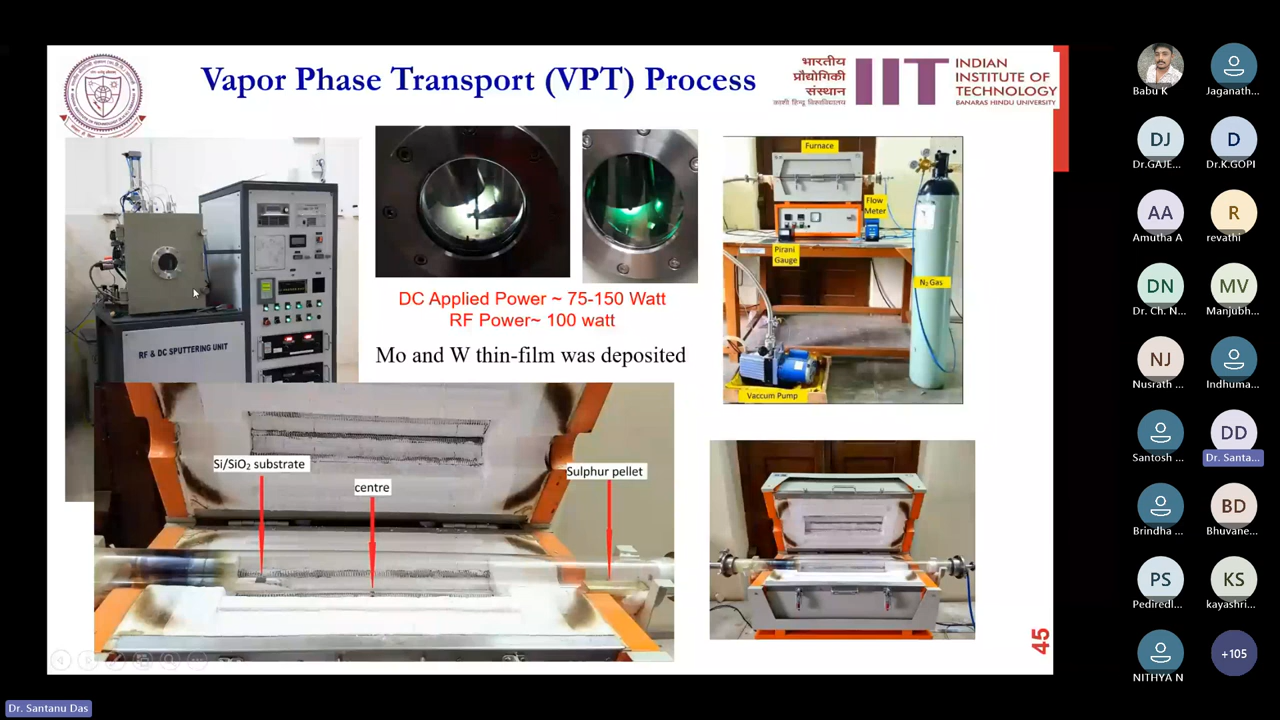 Vapor Phase Transport (VPT) Process
भारतीय
प्रौद्योगिकी
संस्थान
काशी हिन्दू विश्वविद्यालय
IIT
INDIAN
INSTITUTE OF
TECHNOLOGY
BANARAS HINDU UNIVERSITY
RF & DC SPUTTERING UNIT
DC Applied Power ~ 75-150 Watt
RF Power~ 100 watt
Mo and W thin-film was deposited
Furnace
Flow
Meter
Pirani
Gauge
N₂ Gas
Vaccum Pump
Si/SiO₂ substrate
centre
Sulphur pellet
45
Dr. Santanu Das
Babu K
Jaganath...
DJ
Dr.GAJE...
D
Dr.K.GOPI
AA
Amutha A
R
revathi
DN
Dr. Ch. N...
MV
Manjubh...
NJ
Nusrath ...
Indhuma...
Santosh ...
DD
Dr. Santa...
Brindha ...
BD
Bhuvane...
PS
Pediredl...
KS
kayashri...
NITHYA N
+105